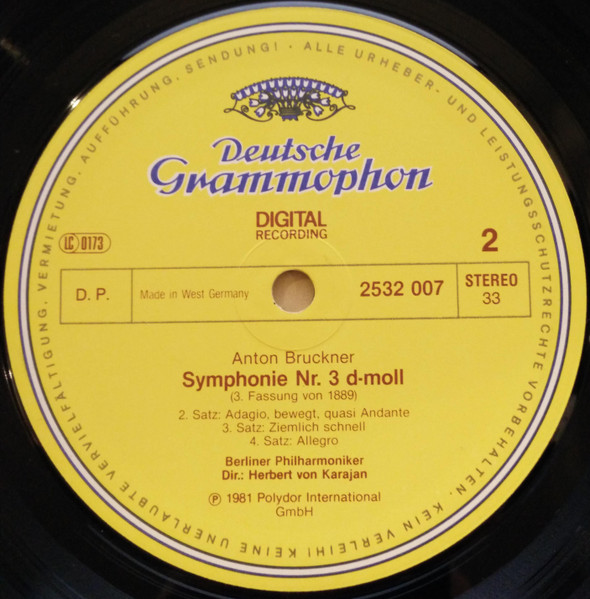 Deutsche
Grammophon
DIGITAL
RECORDING
LC 0173
2
D. P.
Made in West Germany
2532 007
STEREO
33
Anton Bruckner
Symphonie Nr. 3 d-moll
(3. Fassung von 1889)
2. Satz: Adagio, bewegt, quasi Andante
3. Satz: Ziemlich schnell
4. Satz: Allegro
Berliner Philharmoniker
Dir.: Herbert von Karajan
℗ 1981 Polydor International
GmbH
· ALLE URHEBER- UND LEISTUNGSSCHUTZRECHTE VORBEHALTEN · KEIN VERLEIH! KEINE UNERLAUBTE VERVIELFÄLTIGUNG, VERMIETUNG, AUFFÜHRUNG, SENDUNG!